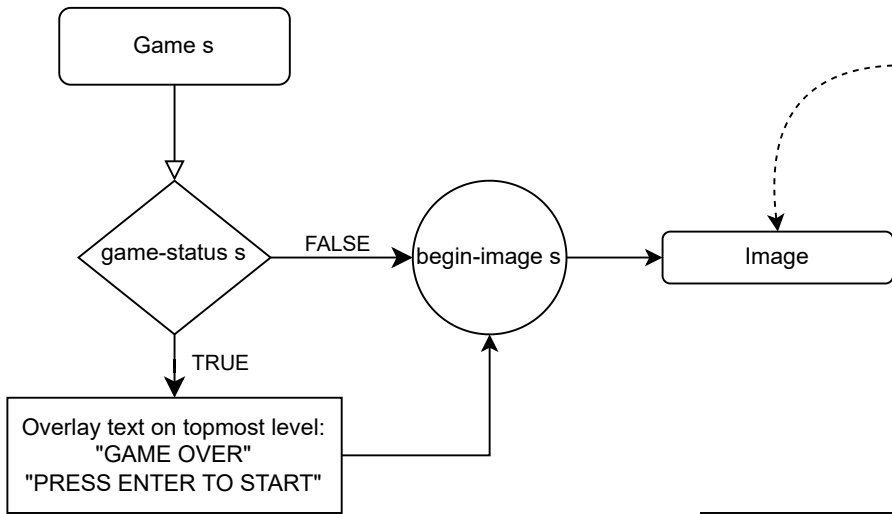 Game s
game-status s
FALSE
begin-image s
Image
TRUE
Overlay text on topmost level:
"GAME OVER"
"PRESS ENTER TO START"